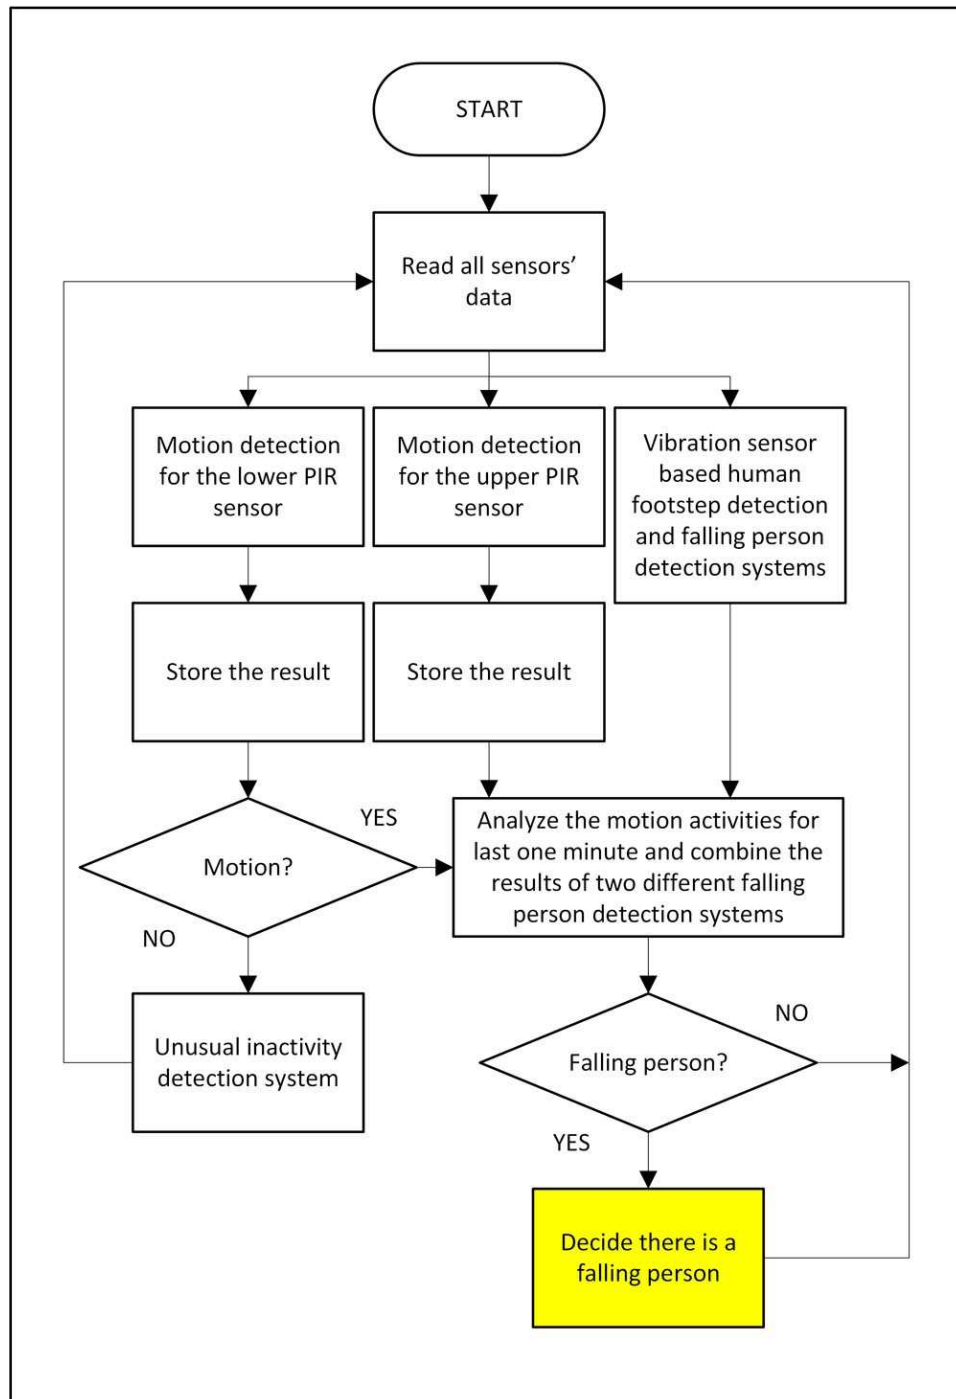 START
Read all sensors’
data
Motion detection
for the lower PIR
sensor
Motion detection
for the upper PIR
sensor
Vibration sensor
based human
footstep detection
and falling person
detection systems
Store the result
Store the result
YES
Motion?
Analyze the motion activities for
last one minute and combine the
results of two different falling
person detection systems
NO
Unusual inactivity
detection system
NO
Falling person?
YES
Decide there is a
falling person